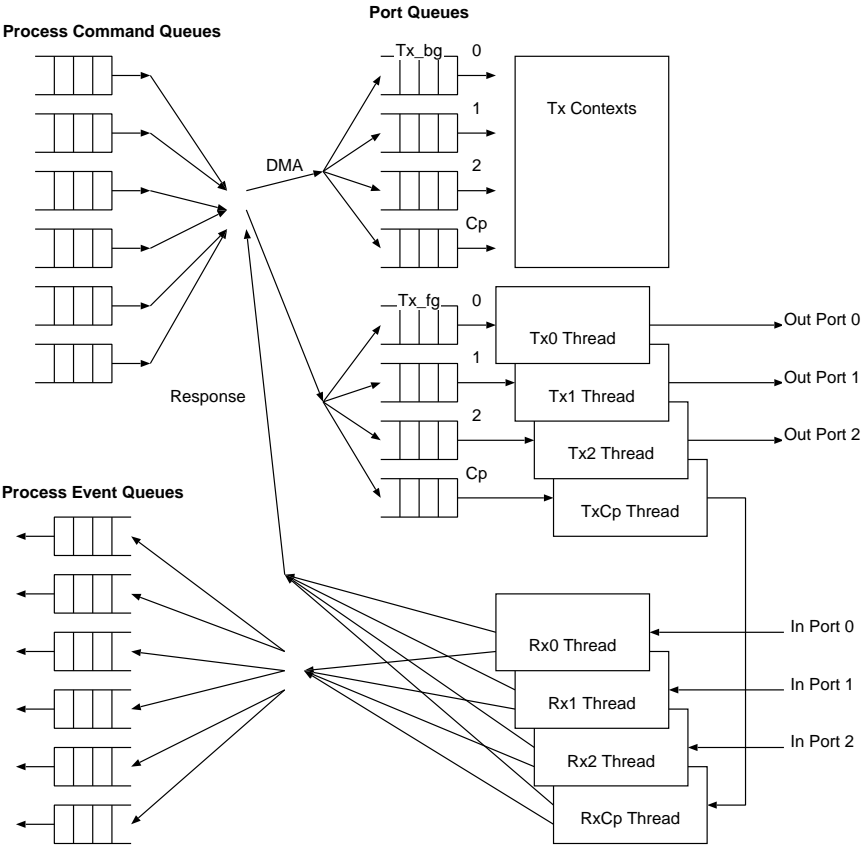 Port Queues
Process Command Queues
Tx_bg
0
1
2
Cp
Tx Contexts
DMA
Tx_fg
0
1
2
Cp
Tx0 Thread
Tx1 Thread
Tx2 Thread
TxCp Thread
Out Port 0
Out Port 1
Out Port 2
Response
Process Event Queues
Rx0 Thread
Rx1 Thread
Rx2 Thread
RxCp Thread
In Port 0
In Port 1
In Port 2